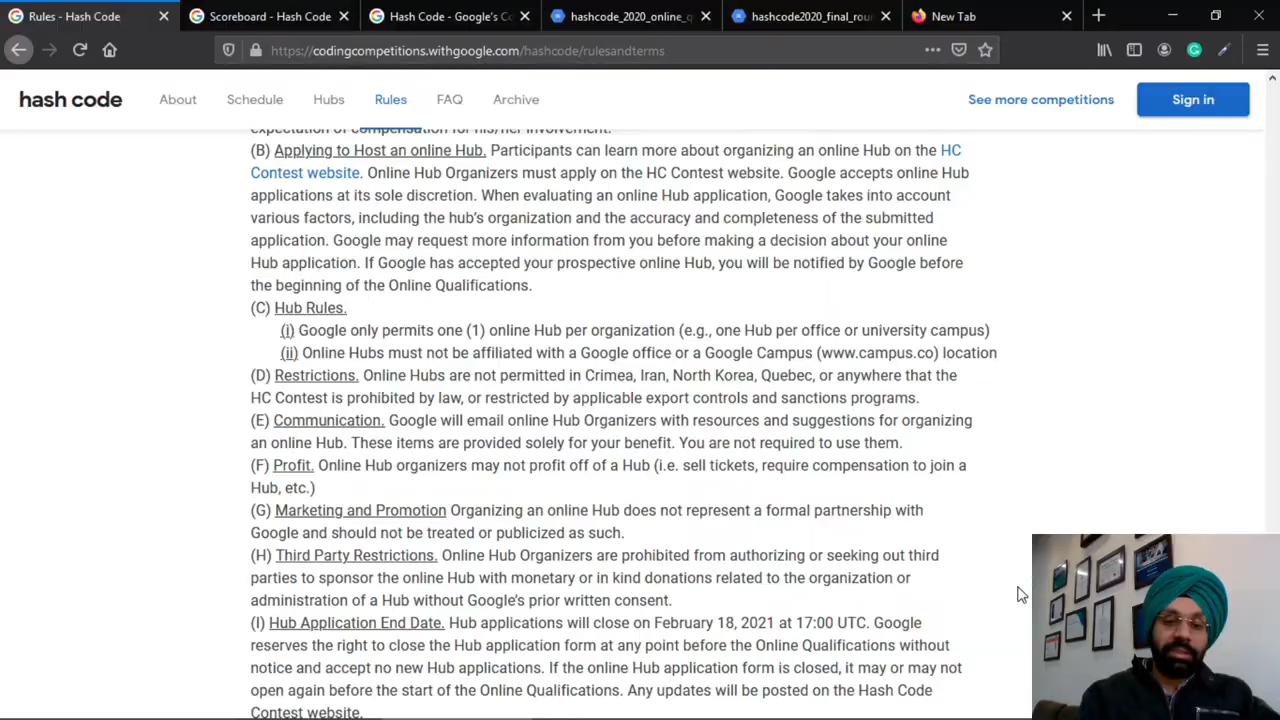 Rules - Hash Code
Scoreboard - Hash Code
Hash Code - Google's Co
hashcode_2020_online_q
hashcode2020_final_rou
New Tab
https://codingcompetitions.withgoogle.com/hashcode/rulesandterms
hash code
About
Schedule
Hubs
Rules
FAQ
Archive
See more competitions
Sign in
expectation of compensation for his/her involvement.
(B) Applying to Host an online Hub. Participants can learn more about organizing an online Hub on the HC
Contest website. Online Hub Organizers must apply on the HC Contest website. Google accepts online Hub
applications at its sole discretion. When evaluating an online Hub application, Google takes into account
various factors, including the hub's organization and the accuracy and completeness of the submitted
application. Google may request more information from you before making a decision about your online
Hub application. If Google has accepted your prospective online Hub, you will be notified by Google before
the beginning of the Online Qualifications.
(C) Hub Rules.
(i) Google only permits one (1) online Hub per organization (e.g., one Hub per office or university campus)
(ii) Online Hubs must not be affiliated with a Google office or a Google Campus (www.campus.co) location
(D) Restrictions. Online Hubs are not permitted in Crimea, Iran, North Korea, Quebec, or anywhere that the
HC Contest is prohibited by law, or restricted by applicable export controls and sanctions programs.
(E) Communication. Google will email online Hub Organizers with resources and suggestions for organizing
an online Hub. These items are provided solely for your benefit. You are not required to use them.
(F) Profit. Online Hub organizers may not profit off of a Hub (i.e. sell tickets, require compensation to join a
Hub, etc.)
(G) Marketing and Promotion Organizing an online Hub does not represent a formal partnership with
Google and should not be treated or publicized as such.
(H) Third Party Restrictions. Online Hub Organizers are prohibited from authorizing or seeking out third
parties to sponsor the online Hub with monetary or in kind donations related to the organization or
administration of a Hub without Google's prior written consent.
(I) Hub Application End Date. Hub applications will close on February 18, 2021 at 17:00 UTC. Google
reserves the right to close the Hub application form at any point before the Online Qualifications without
notice and accept no new Hub applications. If the online Hub application form is closed, it may or may not
open again before the start of the Online Qualifications. Any updates will be posted on the Hash Code
Contest website.